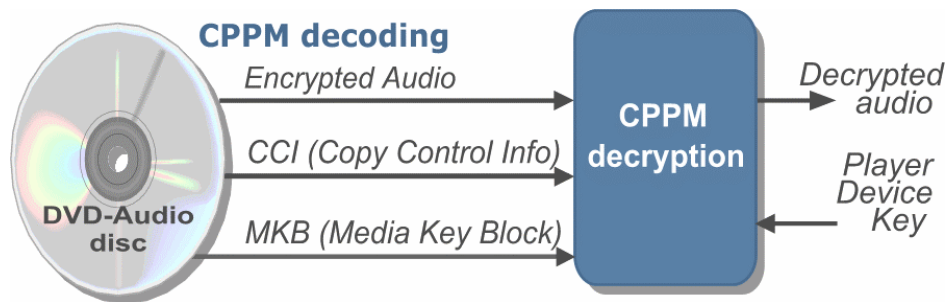 CPPM decoding
Encrypted Audio
CCI (Copy Control Info)
MKB (Media Key Block)
DVD-Audio
disc
CPPM
decryption
Decrypted
audio
Player
Device
Key